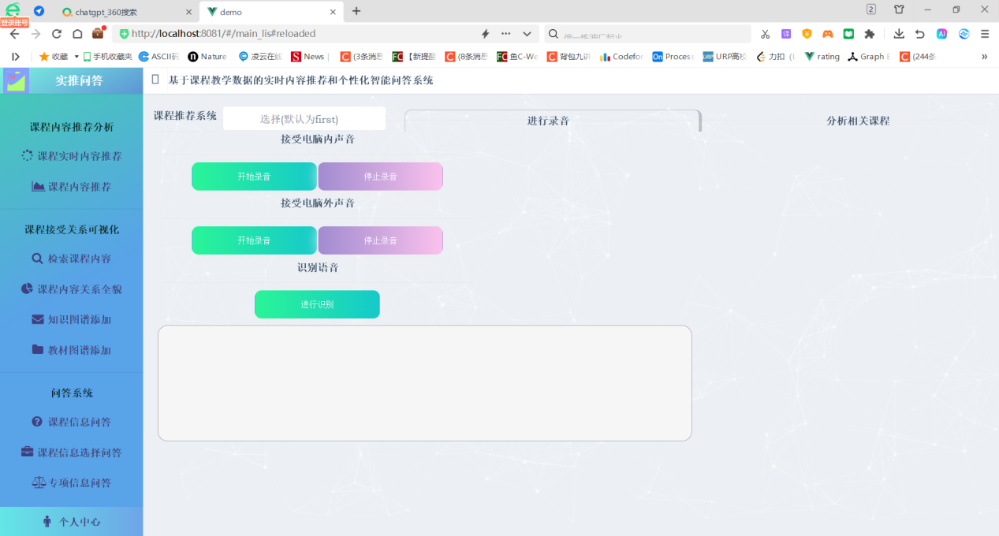 chatgpt_360搜索
demo
2
登录账号
http://localhost:8081/#/main_lis#reloaded
译
AI
收藏
手机收藏夹
ASCII码
Nature
凌云在线
News
(3条消息
【新提醒
(8条消息
鱼C-We
背包九讲
Codefor
Process
URP高校
力扣
rating
Graph E
(244条
»
实推问答
基于课程教学数据的实时内容推荐和个性化智能问答系统
课程内容推荐分析
课程实时内容推荐
课程内容推荐
课程接受关系可视化
检索课程内容
课程内容关系全貌
知识图谱添加
教材图谱添加
问答系统
课程信息问答
课程信息选择问答
专项信息问答
个人中心
课程推荐系统
选择(默认为first)
进行录音
分析相关课程
接受电脑内声音
开始录音
停止录音
接受电脑外声音
开始录音
停止录音
识别语音
进行识别